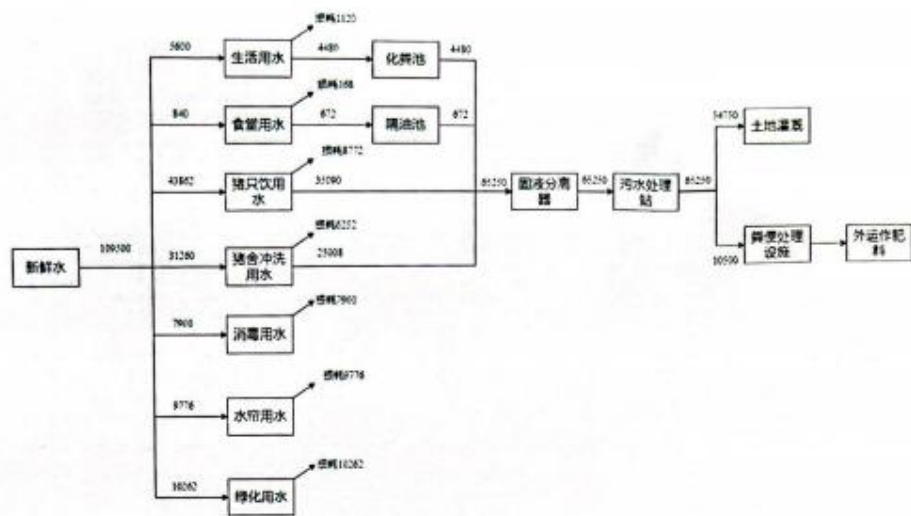 损耗1120
5600
生活用水
4480
化粪池
4480
损耗168
840
食堂用水
672
隔油池
672
54750
土地灌溉
损耗8772
43862
猪只饮用
水
35090
65250
固液分离
器
65250
污水处理
站
65250
损耗6252
新鲜水
109500
31260
猪舍冲洗
用水
25008
10500
粪便处理
设施
外运作肥
料
损耗7900
7900
消毒用水
损耗9776
9776
水帘用水
损耗10262
10262
绿化用水